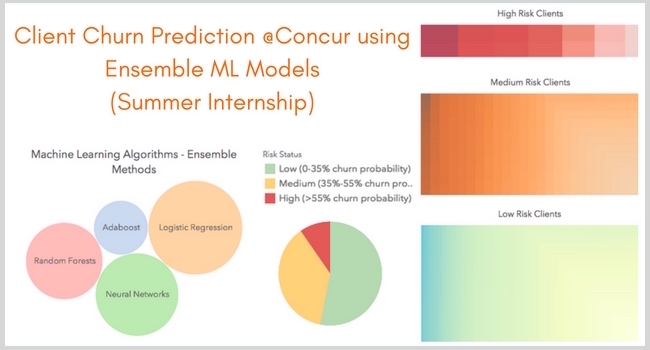 Client Churn Prediction @Concur using
Ensemble ML Models
(Summer Internship)
Machine Learning Algorithms - Ensemble
Methods
Adaboost
Logistic Regression
Random Forests
Neural Networks
Risk Status
Low (0-35% churn probability)
Medium (35%-55% churn pro..
High (>55% churn probability)
High Risk Clients
Medium Risk Clients
Low Risk Clients